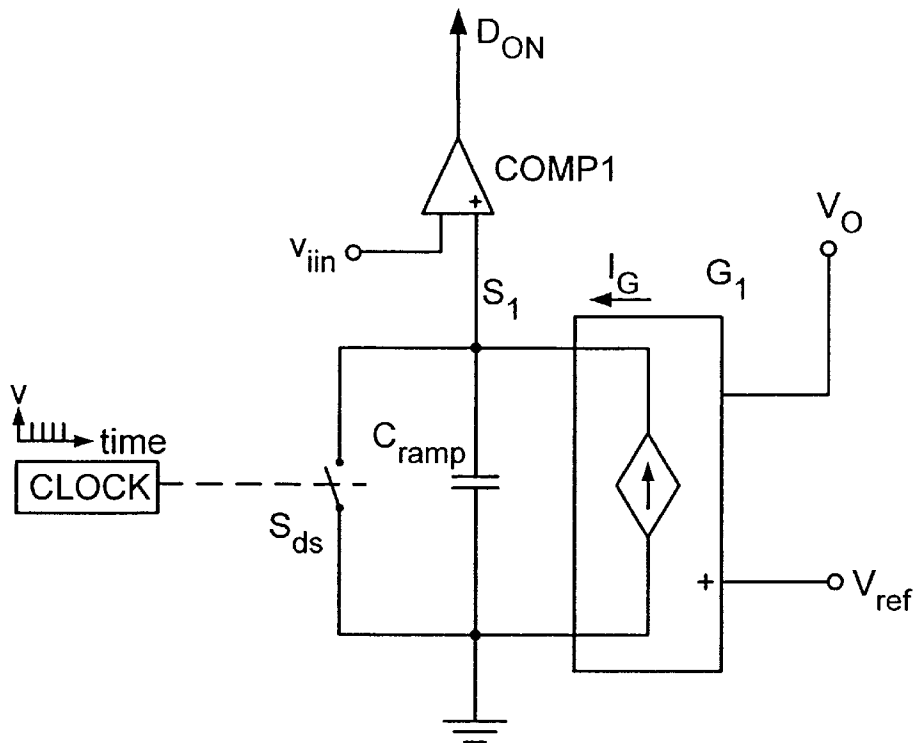 D_ON
COMP1
+
v_iin
S_1
I_G
G_1
V_O
v
time
CLOCK
C_ramp
S_ds
+
V_ref